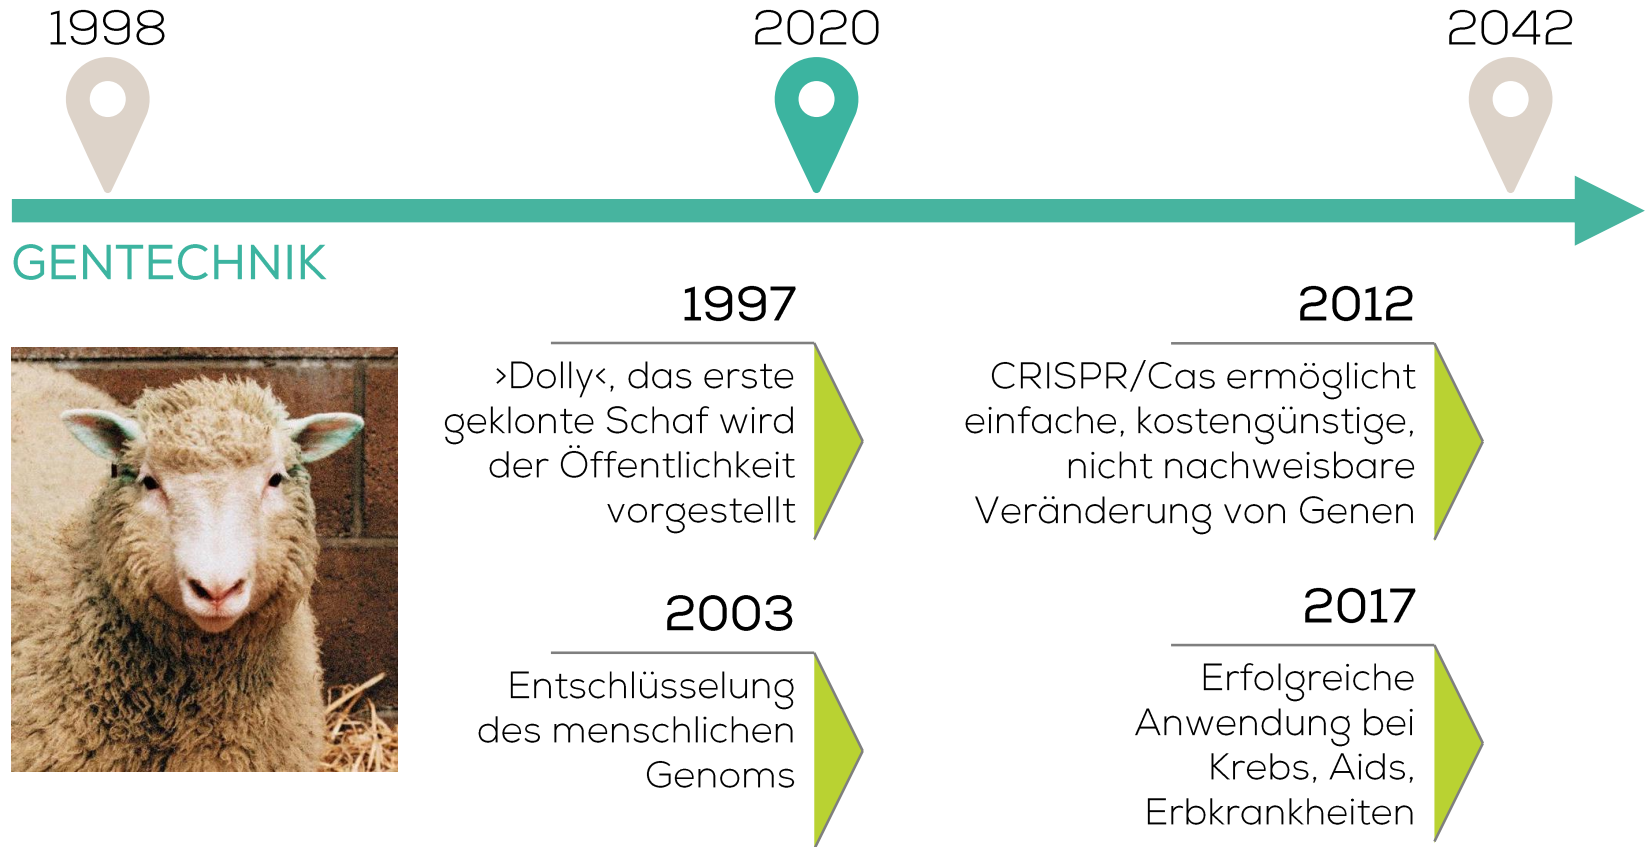 1998
2020
2042
GENTECHNIK
1997
›Dolly‹, das erste
geklonte Schaf wird
der Öffentlichkeit
vorgestellt
2003
Entschlüsselung
des menschlichen
Genoms
2012
CRISPR/Cas ermöglicht
einfache, kostengünstige,
nicht nachweisbare
Veränderung von Genen
2017
Erfolgreiche
Anwendung bei
Krebs, Aids,
Erbkrankheiten